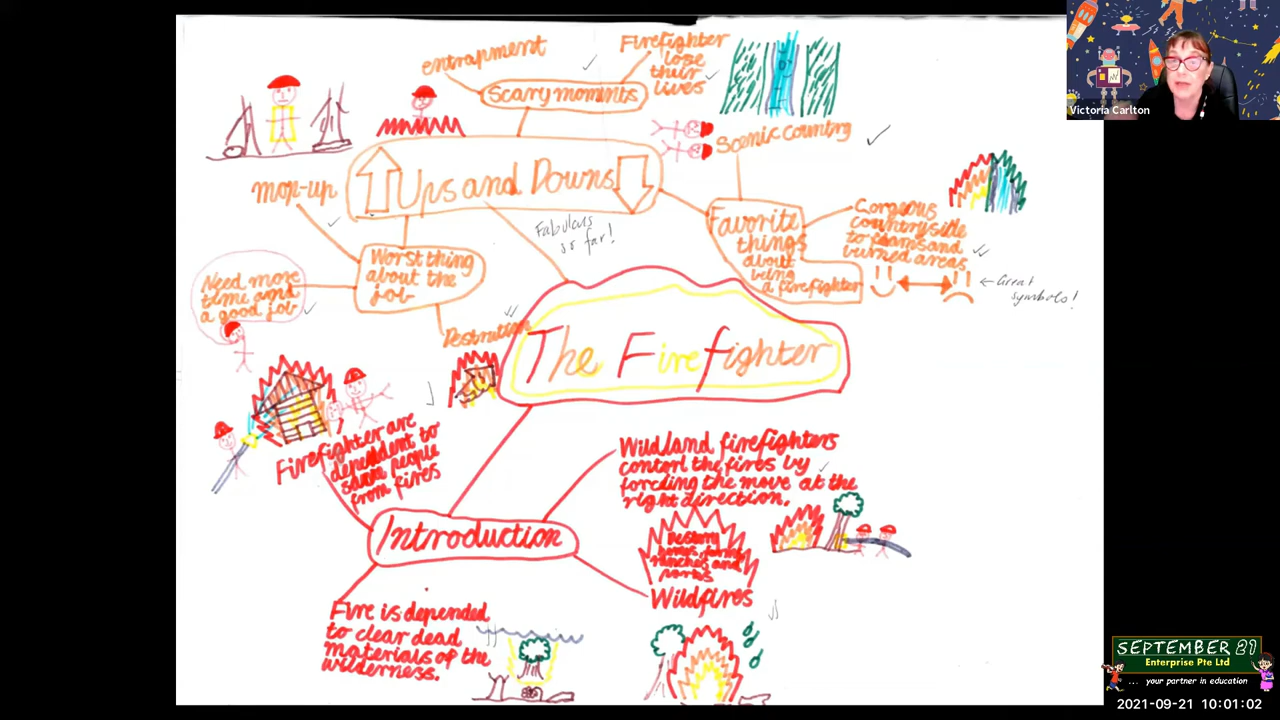 entrapment
Firefighter
lose
their
lives
Scary moments
Scenic country
Ups and Downs
mop-up
Fabulous
so far!
Favorite
things
about
being
a firefighter
Gorgeous
countryside
to
and
burned areas
← Great
symbols!
Worst thing
about the
job
Need more
time and
a good job
The Firefighter
Firefighter are
dependent to
people
from fires
Wildland firefighters
control the fires by
forcing the move at the
right direction.
Introduction
ranches and
Wildfires
Fire is depended
to clear dead
materials of the
wilderness.
Victoria Carlton
SEPTEMBER 21
Enterprise Pte Ltd
... your partner in education
2021-09-21 10:01:02